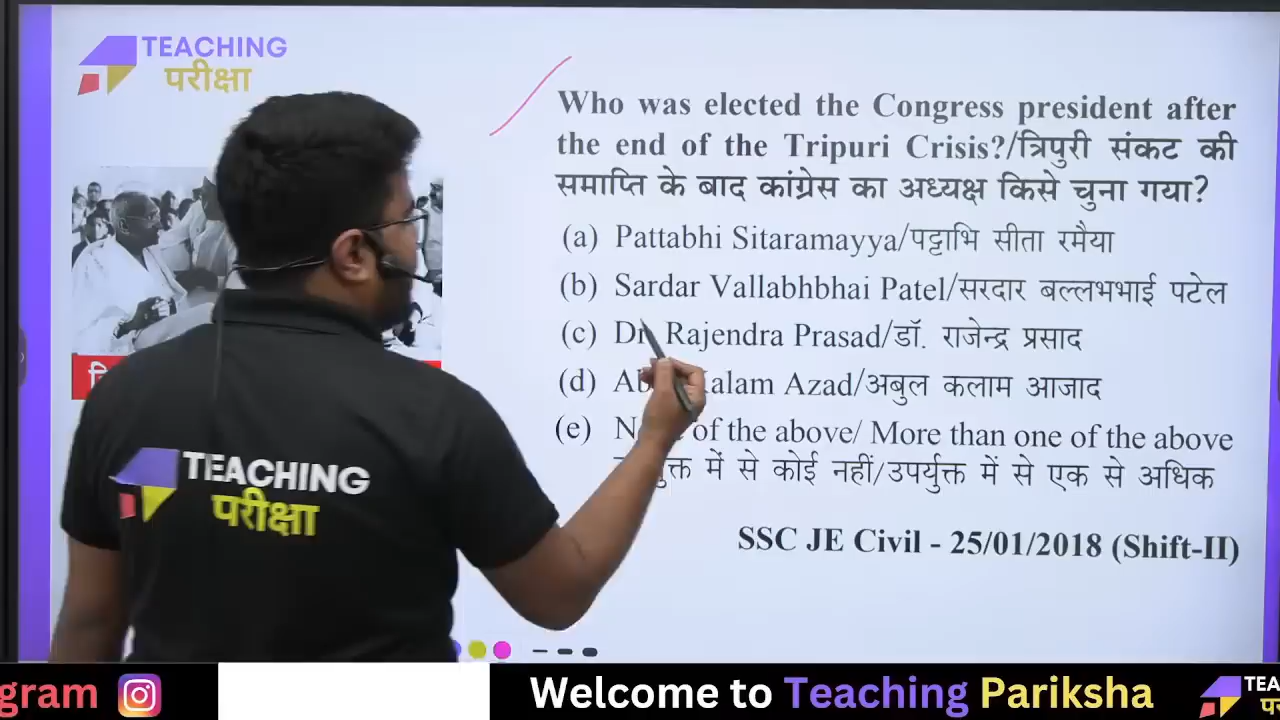 TEACHING
परीक्षा
Who was elected the Congress president after
the end of the Tripuri Crisis?/त्रिपुरी संकट की
समाप्ति के बाद कांग्रेस का अध्यक्ष किसे चुना गया?
(a) Pattabhi Sitaramayya/पट्टाभि सीता रमैया
(b) Sardar Vallabhbhai Patel/सरदार बल्लभभाई पटेल
(c) Dr. Rajendra Prasad/डॉ. राजेन्द्र प्रसाद
(d) Kalam Azad/अबुल कलाम आजाद
(e) of the above/ More than one of the above
में से कोई नहीं/उपर्युक्त में से एक से अधिक
SSC JE Civil - 25/01/2018 (Shift-II)
TEACHING
परीक्षा
gram
Welcome to Teaching Pariksha